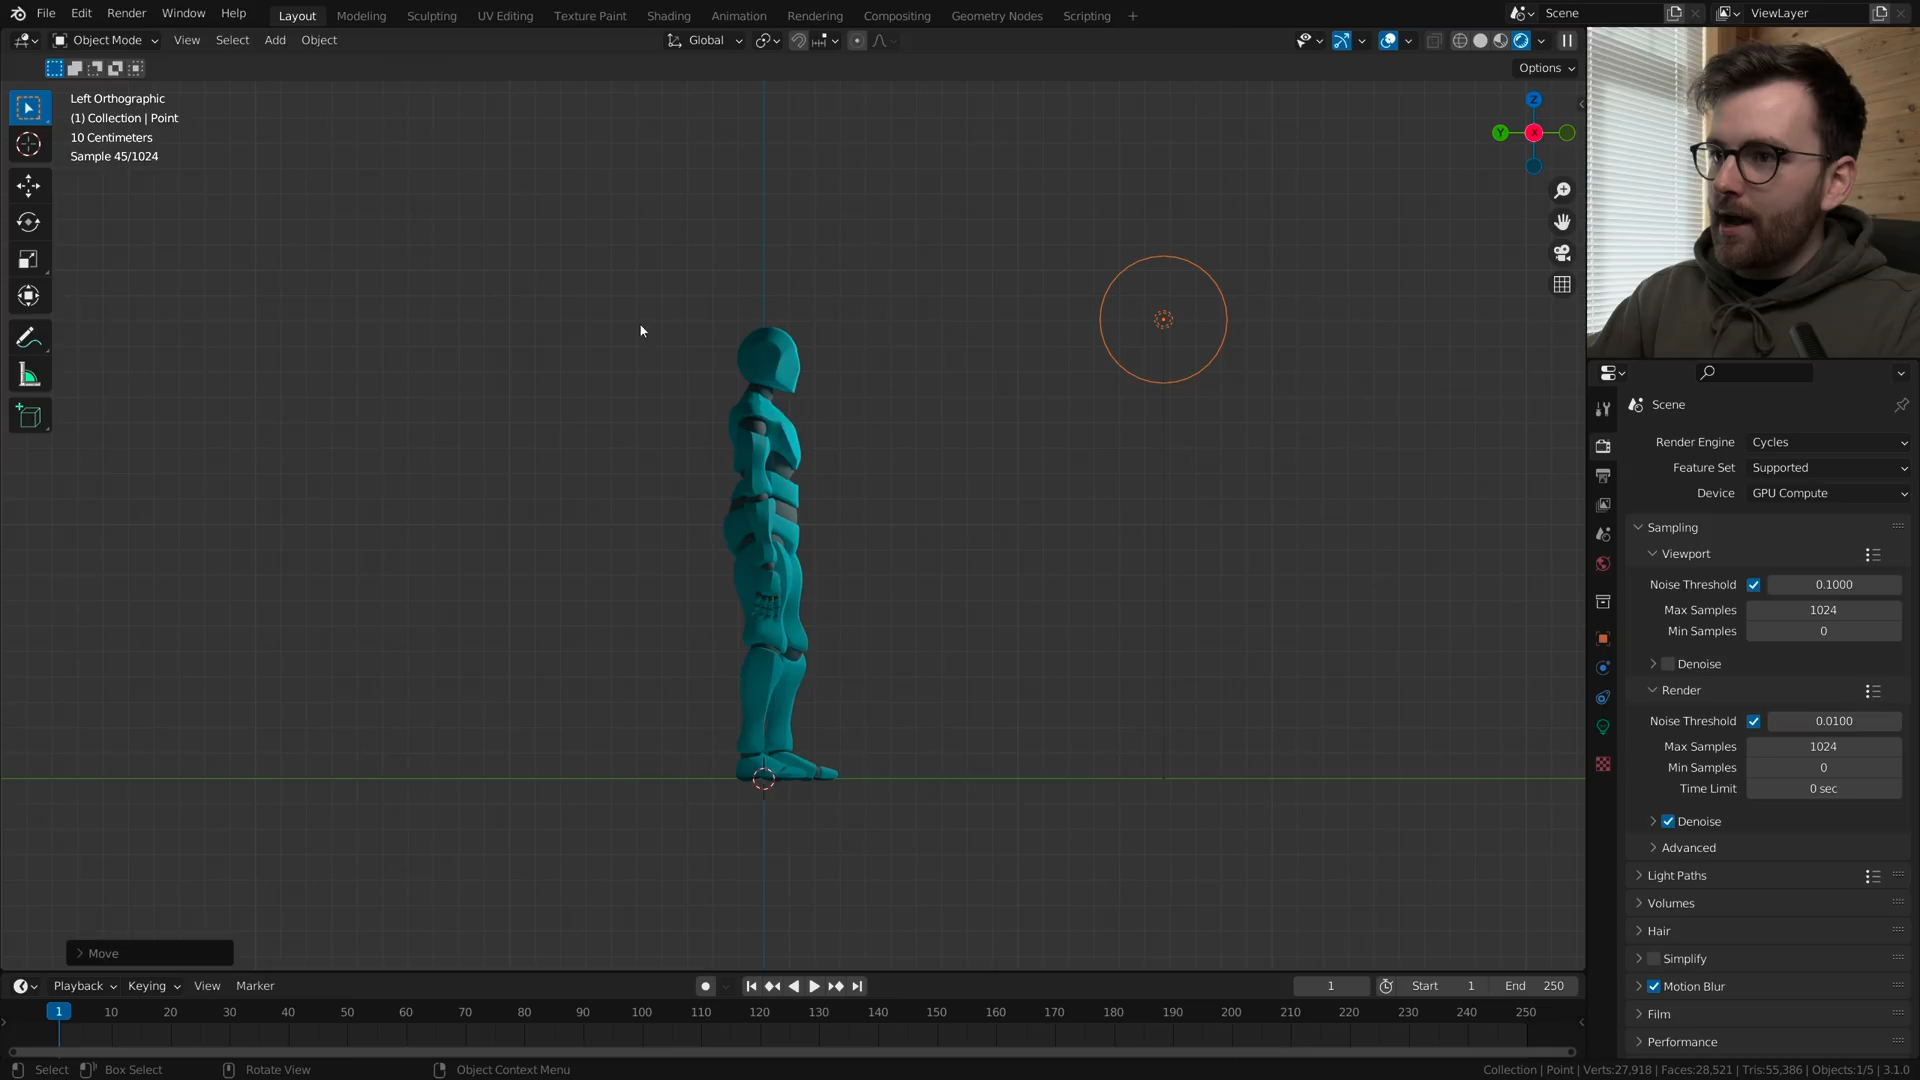 File Edit Render Window Help Layout Modeling Sculpting UV Editing Texture Paint Shading Animation Rendering Compositing Geometry Nodes Scripting + Scene ViewLayer
Object Mode View Select Add Object Global
Options
Left Orthographic
(1) Collection | Point
10 Centimeters
Sample 45/1024
Z
Y X
Scene
Render Engine Cycles
Feature Set Supported
Device GPU Compute
Sampling
Viewport
Noise Threshold 0.1000
Max Samples 1024
Min Samples 0
Denoise
Render
Noise Threshold 0.0100
Max Samples 1024
Min Samples 0
Time Limit 0 sec
Denoise
Advanced
Light Paths
Volumes
Hair
Simplify
Motion Blur
Film
Performance
Move
Playback Keying View Marker 1 Start 1 End 250
1 10 20 30 40 50 60 70 80 90 100 110 120 130 140 150 160 170 180 190 200 210 220 230 240 250
Select Box Select Rotate View Object Context Menu Collection | Point | Verts:27,918 | Faces:28,521 | Tris:55,386 | Objects:1/5 | 3.1.0